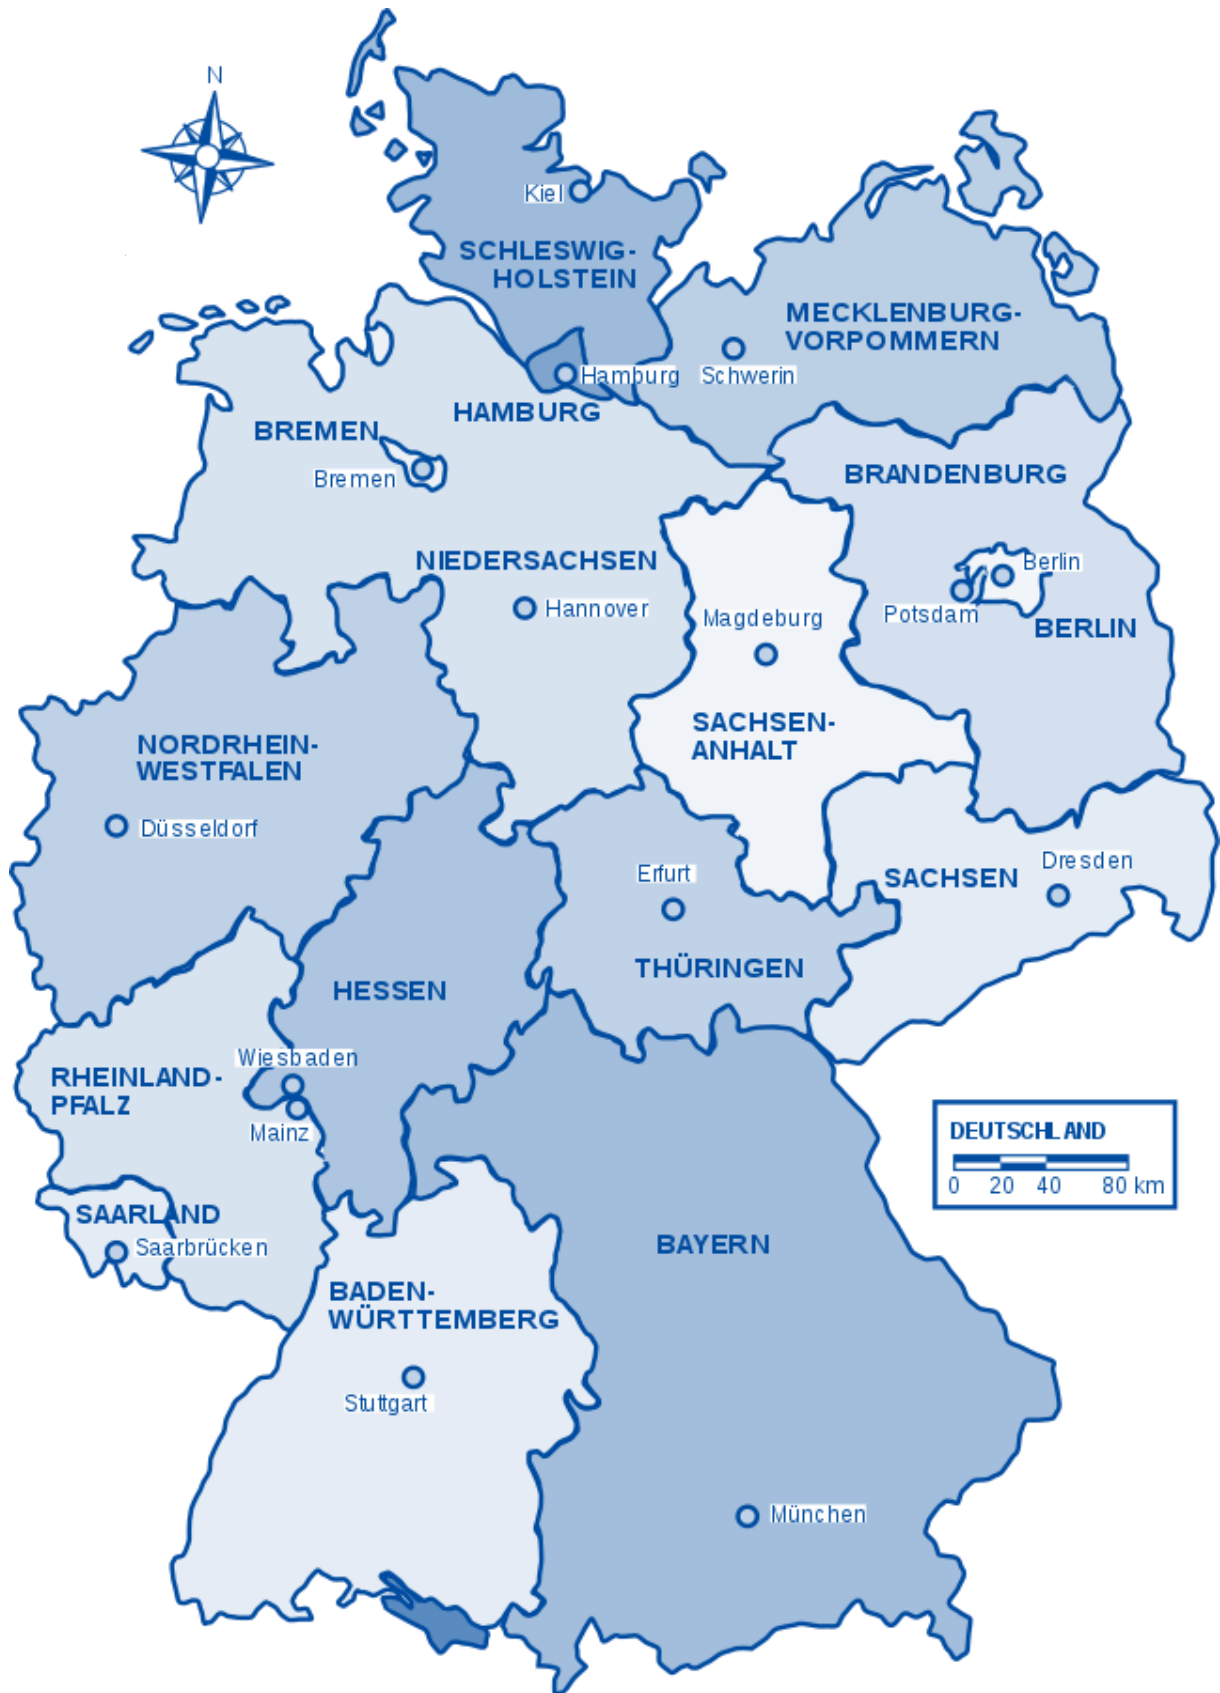 N
Kiel
SCHLESWIG-
HOLSTEIN
MECKLENBURG-
VORPOMMERN
Hamburg
Schwerin
HAMBURG
BREMEN
Bremen
BRANDENBURG
NIEDERSACHSEN
Berlin
Hannover
Potsdam
Magdeburg
BERLIN
SACHSEN-
ANHALT
NORDRHEIN-
WESTFALEN
Düsseldorf
Dresden
Erfurt
SACHSEN
THÜRINGEN
HESSEN
Wiesbaden
RHEINLAND-
PFALZ
Mainz
DEUTSCHLAND
0 20 40 80 km
SAARLAND
Saarbrücken
BAYERN
BADEN-
WÜRTTEMBERG
Stuttgart
München